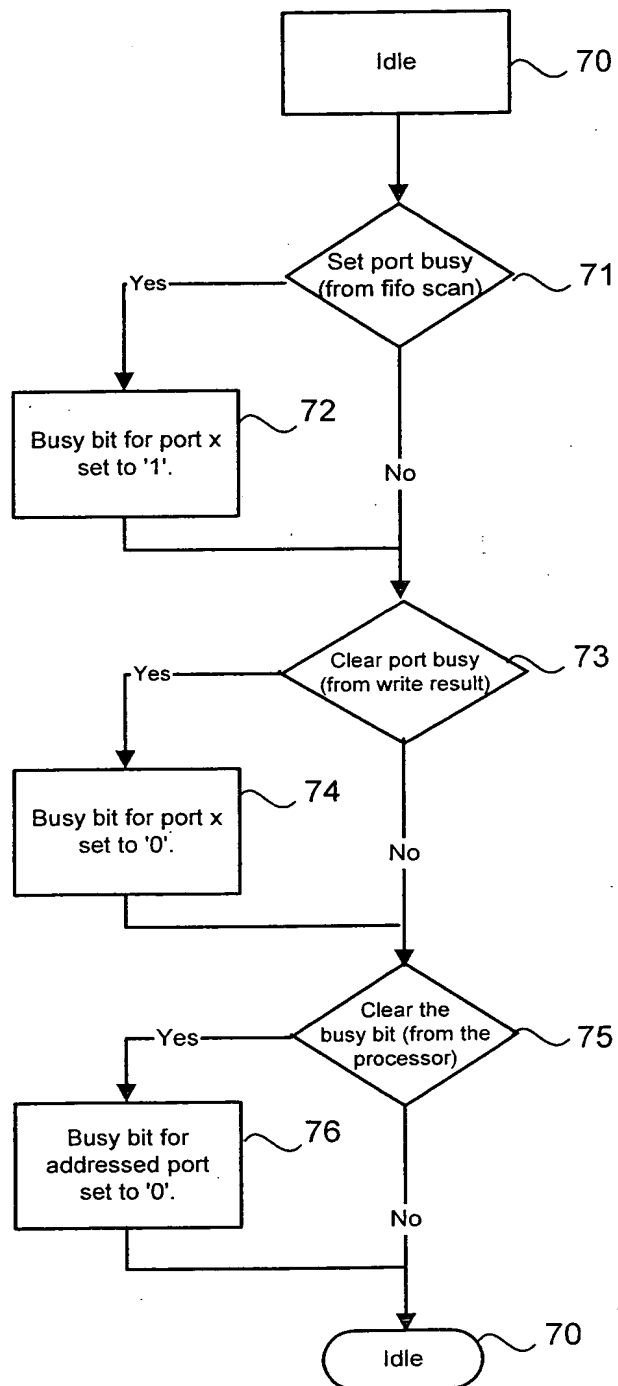 Idle
70
Set port busy
(from fifo scan)
71
Yes
72
Busy bit for port x
set to '1'.
No
Clear port busy
(from write result)
73
Yes
74
Busy bit for port x
set to '0'.
No
Clear the
busy bit (from the
processor)
75
Yes
76
Busy bit for
addressed port
set to '0'.
No
70
Idle